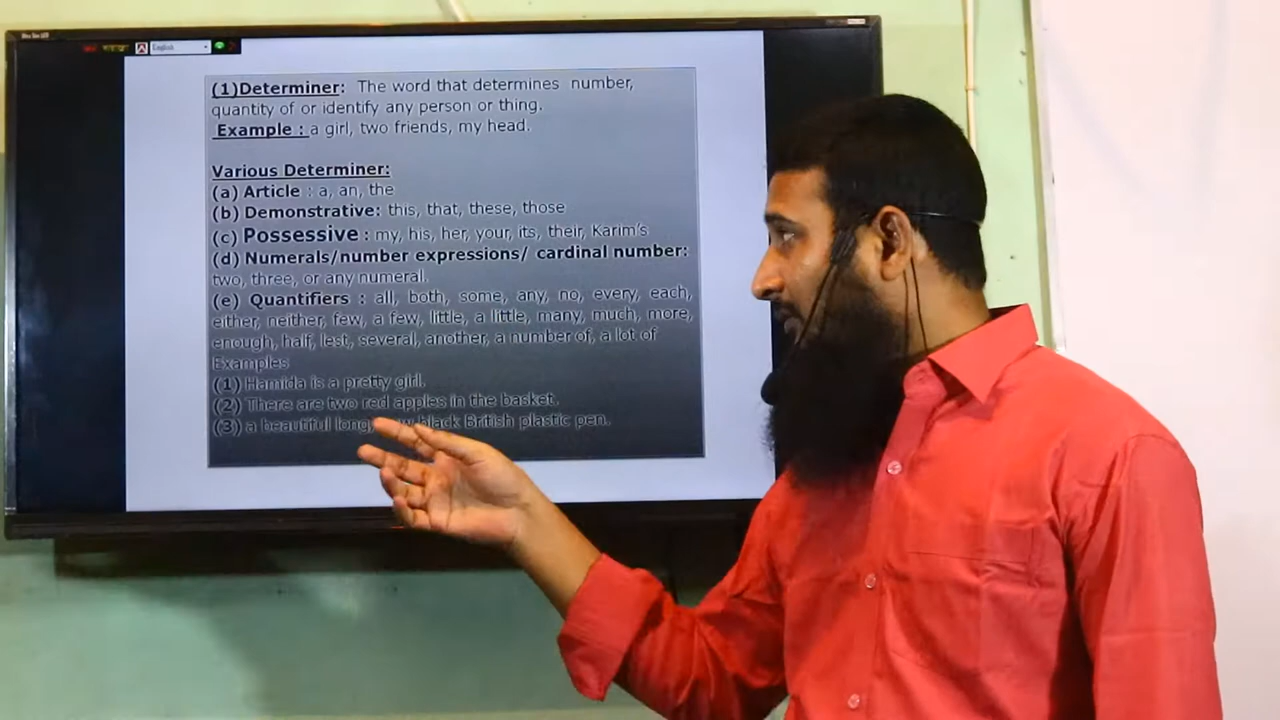 English
(1)Determiner: The word that determines number,
quantity of or identify any person or thing.
Example : a girl, two friends, my head.
Various Determiner:
(a) Article : a, an, the
(b) Demonstrative: this, that, these, those
(c) Possessive : my, his, her, your, its, their, Karim's
(d) Numerals/number expressions/ cardinal number:
two, three, or any numeral.
(e) Quantifiers : all, both, some, any, no, every, each,
either, neither, few, a few, little, a little, many, much, more,
enough, half, lest, several, another, a number of, a lot of
Examples
(1) Hamida is a pretty girl.
(2) There are two red apples in the basket.
(3) a beautiful long, black British plastic pen.